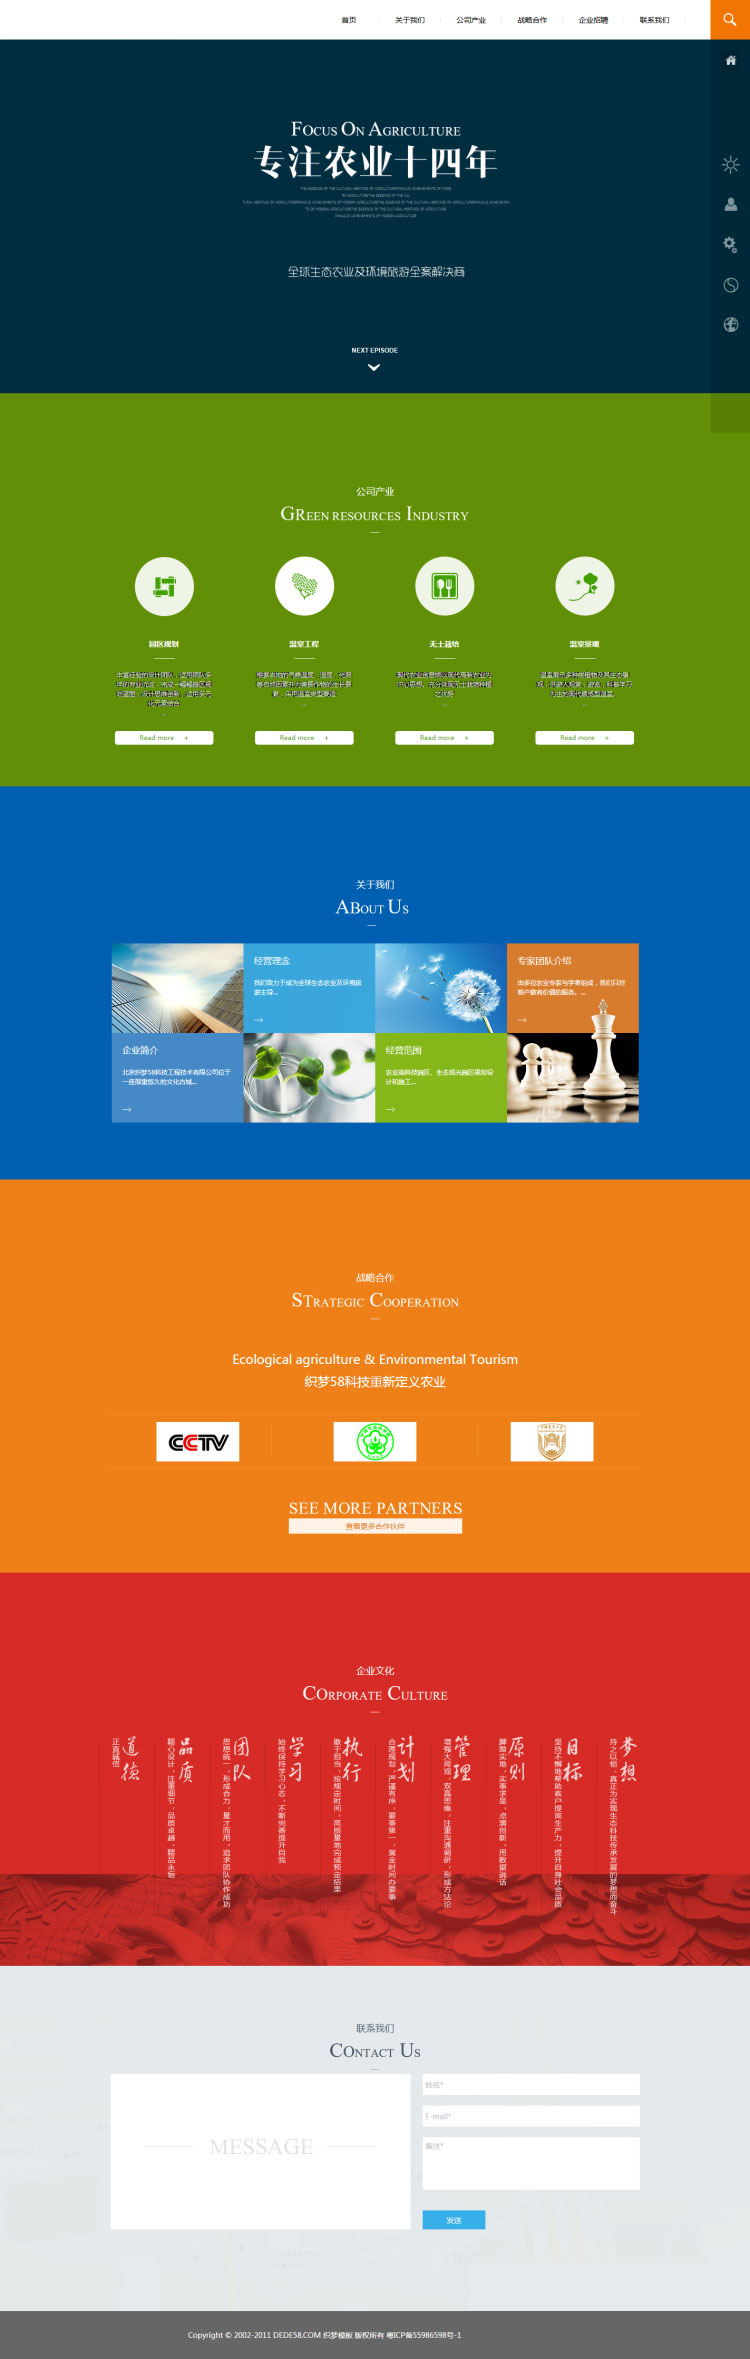 首页
关于我们
公司产业
战略合作
企业招聘
联系我们
FOCUS ON AGRICULTURE
专注农业十四年
全球生态农业及环境旅游全案解决商
NEXT EPISODE
公司产业
GREEN RESOURCES INDUSTRY
园区规划
温室工程
无土栽培
温室景观
Read more +
Read more +
Read more +
Read more +
关于我们
ABOUT US
经营理念
我们致力于成为全球生态农业及环境旅
游主导...
专家团队介绍
由多位农业专家与学者组成，我们只对
客户做有价值的服务。...
企业简介
北京织梦58科技工程技术有限公司位于
一座厚重悠久的文化古城...
经营范围
农业高科技园区、生态观光园区规划设
计和施工...
战略合作
STRATEGIC COOPERATION
Ecological agriculture & Environmental Tourism
织梦58科技重新定义农业
CCTV
SEE MORE PARTNERS
查看更多合作伙伴
企业文化
CORPORATE CULTURE
道德
正直诚信
品质
精心设计，注重细节，品质卓越，精品永恒
团队
思想统一，形成合力，量才而用，追求团队协作成功
学习
始终保持学习心态，不断完善提升自我
执行
敢于担当，按规定时间，高质量地完成预定结果
计划
合理规划，严谨有序，要事第一，黄金时间办要事
管理
增强大局观，双赢思维，注重沟通调研，形成方法论
原则
脚踏实地，实事求是，点滴创新，用数据说话
目标
坚持不懈地帮助客户提高生产力，提升自身社会品质
梦想
持之以恒，真正为实现生态科技传承发展的梦想而奋斗
联系我们
CONTACT US
MESSAGE
姓名*
E-mail*
备注*
发送
Copyright © 2002-2011 DEDE58.COM 织梦模板 版权所有 粤ICP备55986598号-1